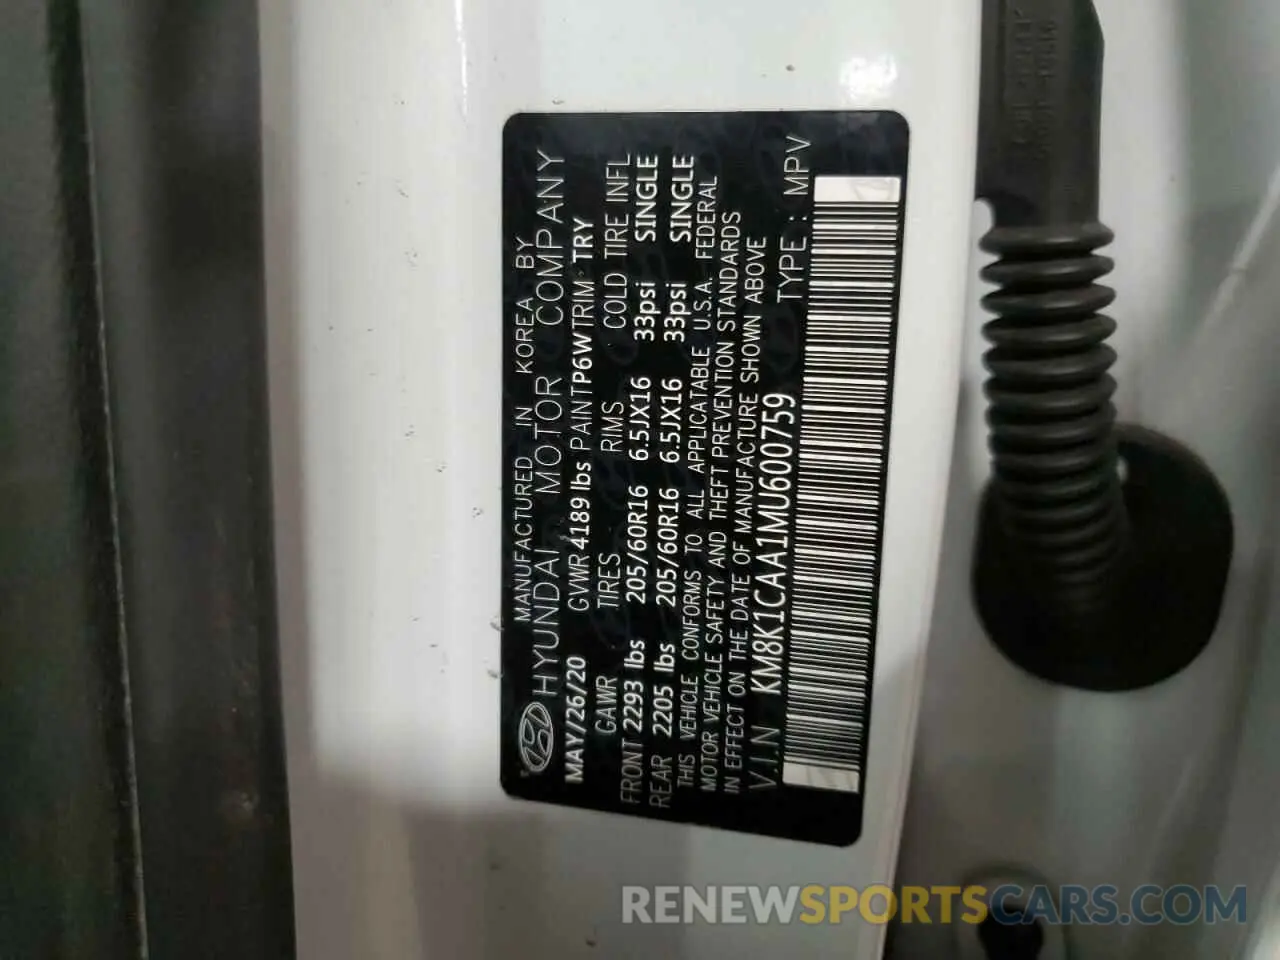 MANUFACTURED IN KOREA BY
HYUNDAI MOTOR COMPANY
MAY/26/20 GVWR 4189 lbs PAINT P6W TRIM TRY
GAWR TIRES RIMS COLD TIRE INFL
FRONT 2293 lbs 205/60R16 6.5JX16 33psi SINGLE
REAR 2205 lbs 205/60R16 6.5JX16 33psi SINGLE
THIS VEHICLE CONFORMS TO ALL APPLICATABLE U.S.A. FEDERAL
MOTOR VEHICLE SAFETY AND THEFT PREVENTION STANDARDS
IN EFFECT ON THE DATE OF MANUFACTURE SHOWN ABOVE
V.I.N KM8K1CAA1MU600759 TYPE : MPV
RENEWSPORTSCARS.COM